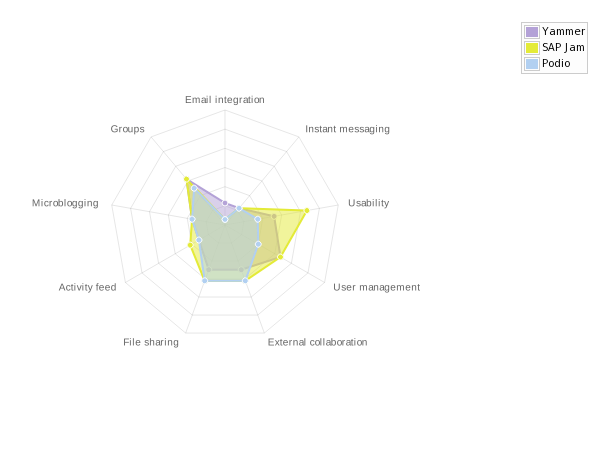 Yammer
SAP Jam
Podio
Email integration
Groups
Instant messaging
Microblogging
Usability
Activity feed
User management
File sharing
External collaboration